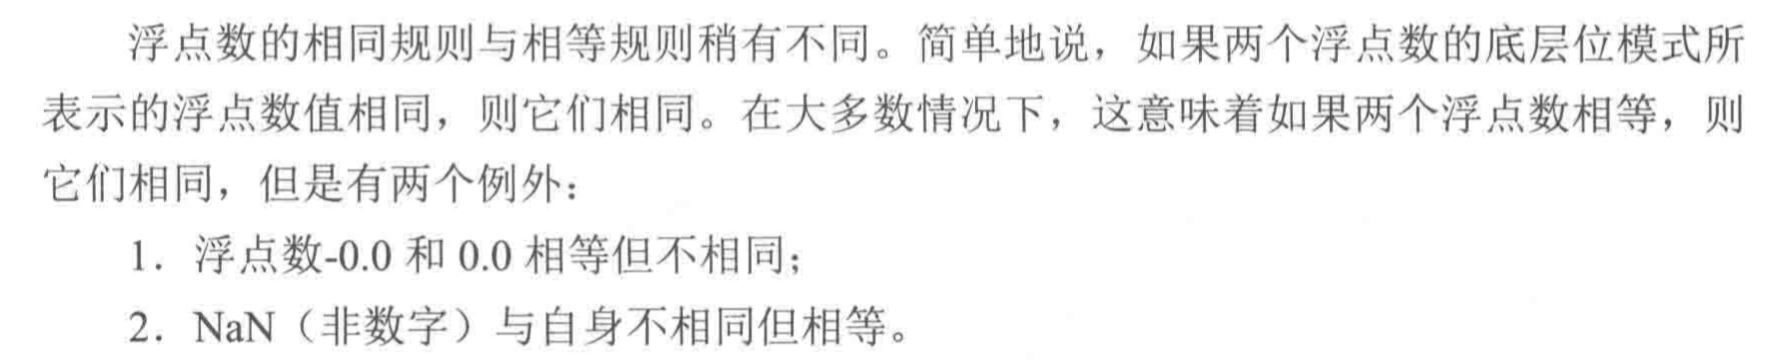 浮点数的相同规则与相等规则稍有不同。简单地说，如果两个浮点数的底层位模式所
表示的浮点数值相同，则它们相同。在大多数情况下，这意味着如果两个浮点数相等，则
它们相同，但是有两个例外：
1．浮点数-0.0 和 0.0 相等但不相同；
2．NaN（非数字）与自身不相同但相等。